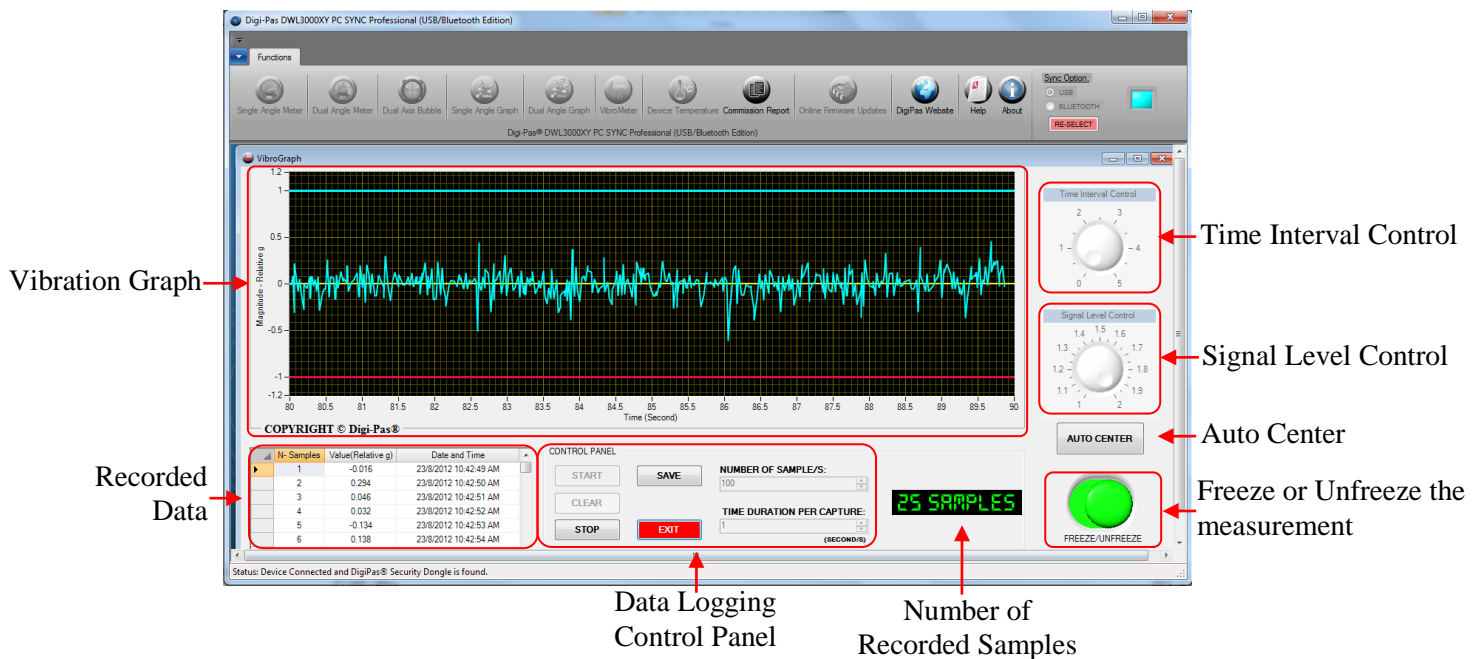 Digi-Pas DWL3000XY PC SYNC Professional (USB/Bluetooth Edition)
Functions
Single Angle Meter
Dual Angle Meter
Dual Axis Bubble
Single Angle Graph
Dual Angle Graph
VibroMeter
Device Temperature
Commission Report
Online Firmware Updates
DigiPas Website
Help
About
Sync Option:
USB
BLUETOOTH
RE-SELECT
Digi-Pas® DWL3000XY PC SYNC Professional (USB/Bluetooth Edition)
VibroGraph
Vibration Graph
Magnitude - Relative g
1.2
1
0.5
0
-0.5
-1
-1.2
80 80.5 81 81.5 82 82.5 83 83.5 84 84.5 85 85.5 86 86.5 87 87.5 88 88.5 89 89.5 90
Time (Second)
COPYRIGHT © Digi-Pas®
Time Interval Control
0 1 2 3 4 5
Time Interval Control
Signal Level Control
1 1.1 1.2 1.3 1.4 1.5 1.6 1.7 1.8 1.9 2
Signal Level Control
AUTO CENTER
Auto Center
FREEZE/UNFREEZE
Freeze or Unfreeze the
measurement
Recorded
Data
N- Samples Value(Relative g) Date and Time
1 -0.016 23/8/2012 10:42:49 AM
2 0.294 23/8/2012 10:42:50 AM
3 0.046 23/8/2012 10:42:51 AM
4 0.032 23/8/2012 10:42:52 AM
5 -0.134 23/8/2012 10:42:53 AM
6 0.138 23/8/2012 10:42:54 AM
CONTROL PANEL
START
SAVE
CLEAR
STOP
EXIT
NUMBER OF SAMPLE/S:
100
TIME DURATION PER CAPTURE:
1
(SECOND/S)
25 SAMPLES
Status: Device Connected and DigiPas® Security Dongle is found.
Data Logging
Control Panel
Number of
Recorded Samples